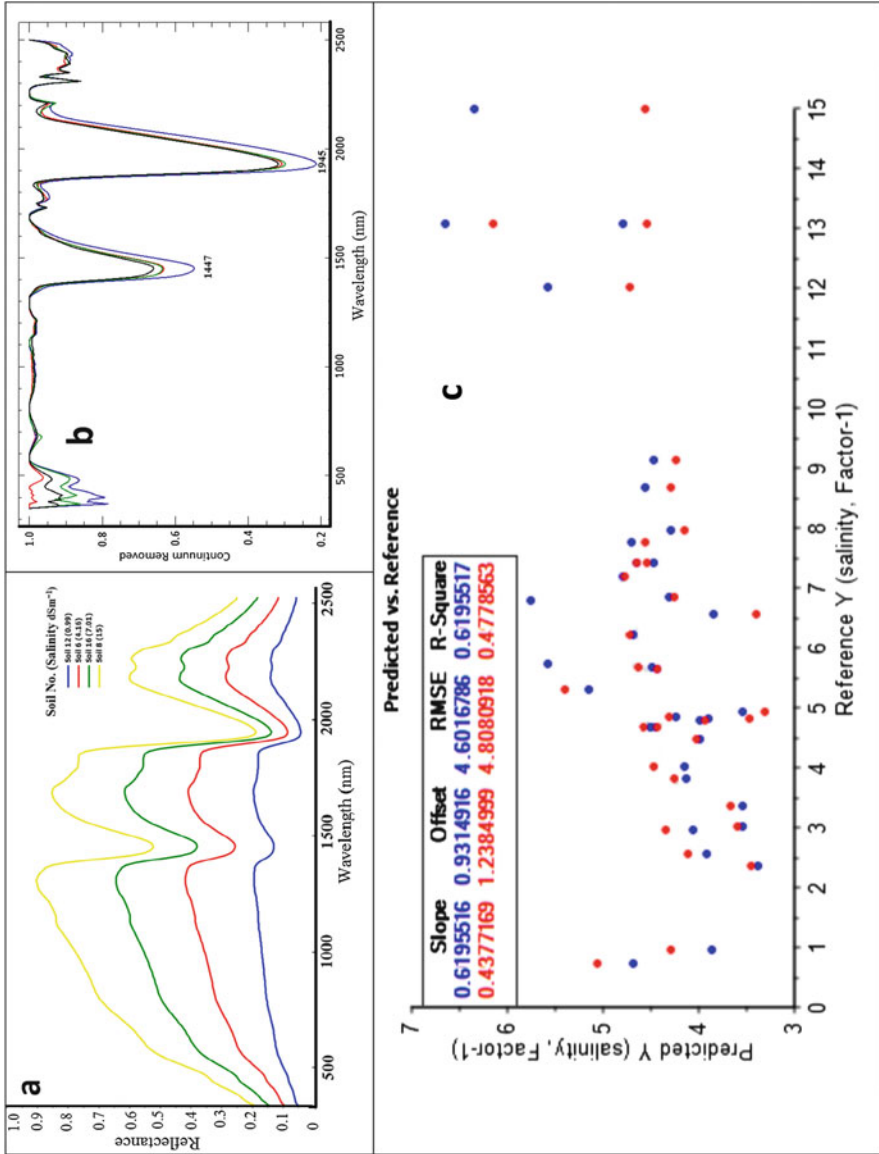 a
Reflectance
1.0
0.9
0.8
0.7
0.6
0.5
0.4
0.3
0.2
0.1
0
500
1000
1500
2000
2500
Wavelength (nm)
Soil No. (Salinity dSm⁻¹)
Soil 12 (0.99)
Soil 6 (4.16)
Soil 16 (7.01)
Soil 8 (15)
b
Continuum Removed
1.0
0.8
0.6
0.4
0.2
500
1000
1500
2000
2500
Wavelength (nm)
1447
1945
Predicted vs. Reference
Slope Offset RMSE R-Square
0.6195516 0.9314916 4.6016786 0.6195517
0.4377169 1.2384999 4.8080918 0.4778563
c
Predicted Y (salinity, Factor-1)
7
6
5
4
3
0 1 2 3 4 5 6 7 8 9 10 11 12 13 14 15
Reference Y (salinity, Factor-1)